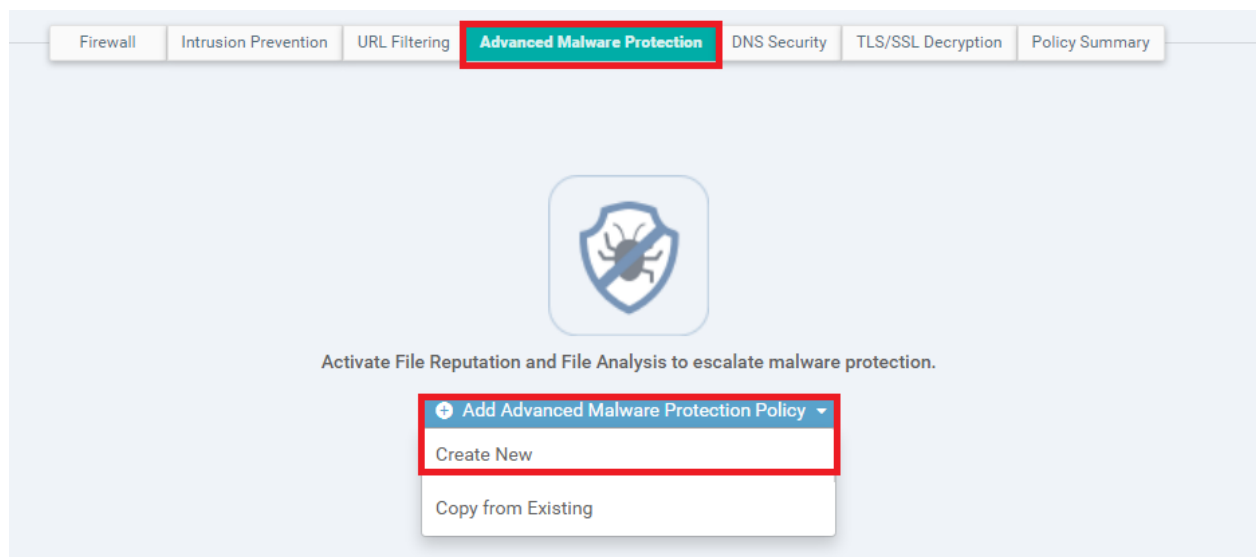 Firewall Intrusion Prevention URL Filtering Advanced Malware Protection DNS Security TLS/SSL Decryption Policy Summary
Activate File Reputation and File Analysis to escalate malware protection.
Add Advanced Malware Protection Policy
Create New
Copy from Existing